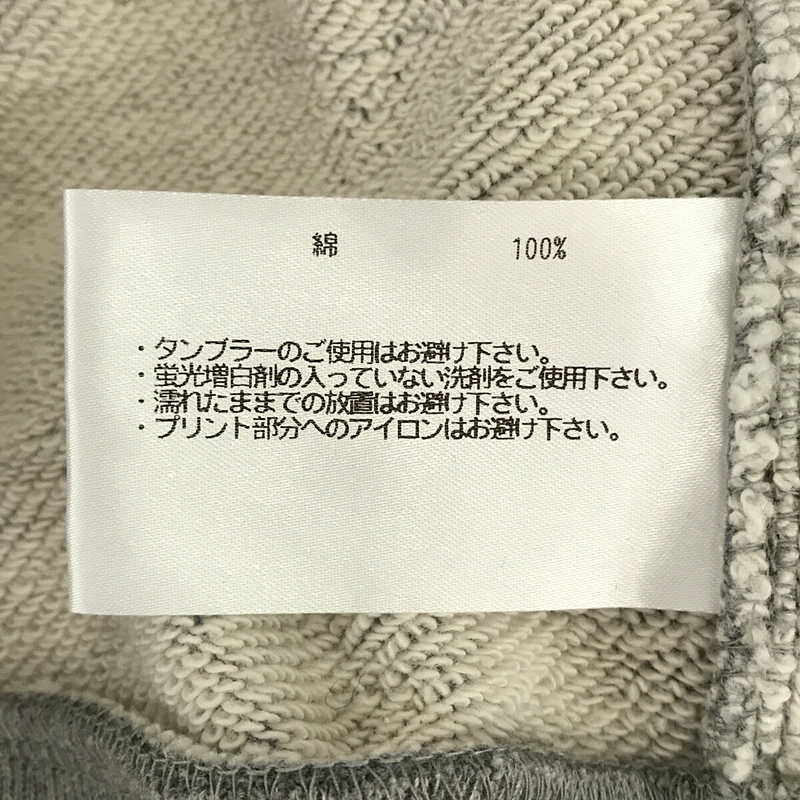 綿 100%
・タンブラーのご使用はお避け下さい。
・蛍光増白剤の入っていない洗剤をご使用下さい。
・濡れたままでの放置はお避け下さい。
・プリント部分へのアイロンはお避け下さい。